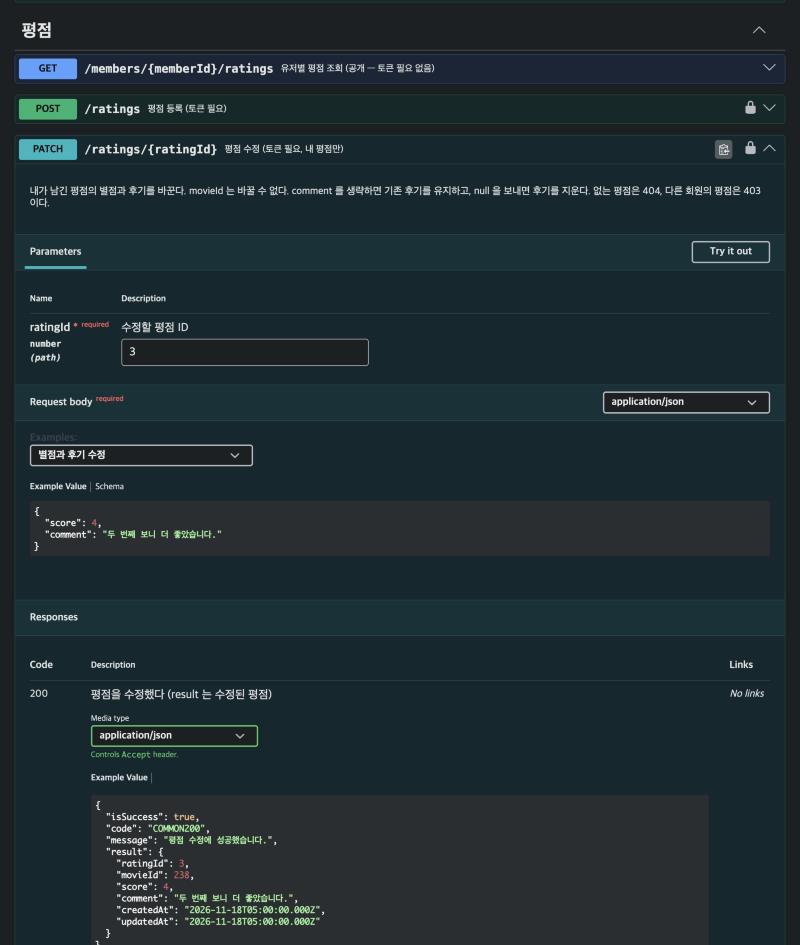 평점
GET /members/{memberId}/ratings 유저별 평점 조회 (공개 — 토큰 필요 없음)
POST /ratings 평점 등록 (토큰 필요)
PATCH /ratings/{ratingId} 평점 수정 (토큰 필요, 내 평점만)
내가 남긴 평점의 별점과 후기를 바꾼다. movieId 는 바꿀 수 없다. comment 를 생략하면 기존 후기를 유지하고, null 을 보내면 후기를 지운다. 없는 평점은 404, 다른 회원의 평점은 403
이다.
Parameters Try it out
Name Description
ratingId * required 수정할 평점 ID
number
(path)
3
Request body required application/json
Examples:
별점과 후기 수정
Example Value | Schema
{
"score": 4,
"comment": "두 번째 보니 더 좋았습니다."
}
Responses
Code Description Links
200 평점을 수정했다 (result 는 수정된 평점) No links
Media type
application/json
Controls Accept header.
Example Value |
{
"isSuccess": true,
"code": "COMMON200",
"message": "평점 수정에 성공했습니다.",
"result": {
"ratingId": 3,
"movieId": 238,
"score": 4,
"comment": "두 번째 보니 더 좋았습니다.",
"createdAt": "2026-11-18T05:00:00.000Z",
"updatedAt": "2026-11-18T05:00:00.000Z"
}
}